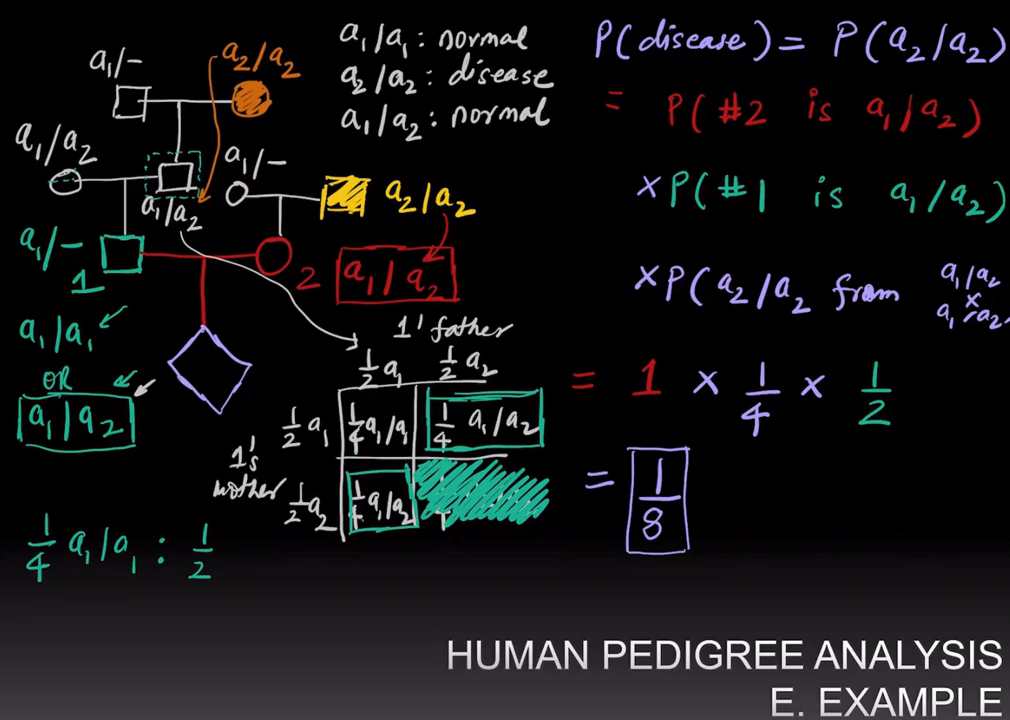 a₁/-
a₂/a₂
a₁/a₁ : normal
a₂/a₂ : disease
a₁/a₂ : normal
a₁/a₂
a₁/-
a₁/a₂
a₂/a₂
a₁/-
1
2
a₁/a₂
a₁/a₁
OR
a₁/a₂
1' father
1/2 a₁ 1/2 a₂
1/2 a₁ 1/4 a₁/a₁ 1/4 a₁/a₂
1's
mother
1/2 a₂ 1/4 a₁/a₂
1/4 a₁/a₁ : 1/2
P(disease) = P(a₂/a₂)
= P(#2 is a₁/a₂)
×P(#1 is a₁/a₂)
×P(a₂/a₂ from a₁/a₂
×
a₁/a₂
= 1 × 1/4 × 1/2
= 1/8
HUMAN PEDIGREE ANALYSIS
E. EXAMPLE